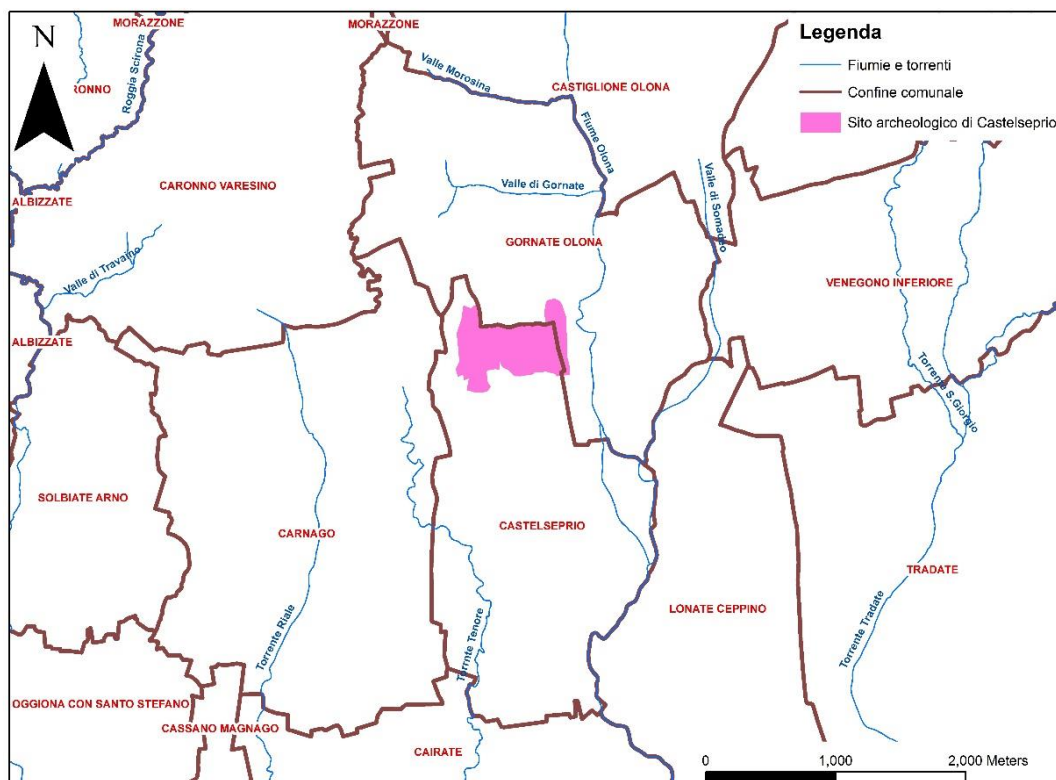 MORAZZONE
MORAZZONE
N
Legenda
Fiumie e torrenti
Confine comunale
Sito archeologico di Castelseprio
Roggia Scirona
RONNO
Valle Morosina
CASTIGLIONE OLONA
Fiume Olona
CARONNO VARESINO
Valle di Gornate
Valle di Somadeo
ALBIZZATE
GORNATE OLONA
Valle di Travaino
VENEGONO INFERIORE
ALBIZZATE
Torrente S.Giorgio
SOLBIATE ARNO
CARNAGO
CASTELSEPRIO
TRADATE
LONATE CEPPINO
Torrente Riale
Torrnte Tenore
Torrente Tradate
OGGIONA CON SANTO STEFANO
CASSANO MAGNAGO
CAIRATE
0 1,000 2,000 Meters